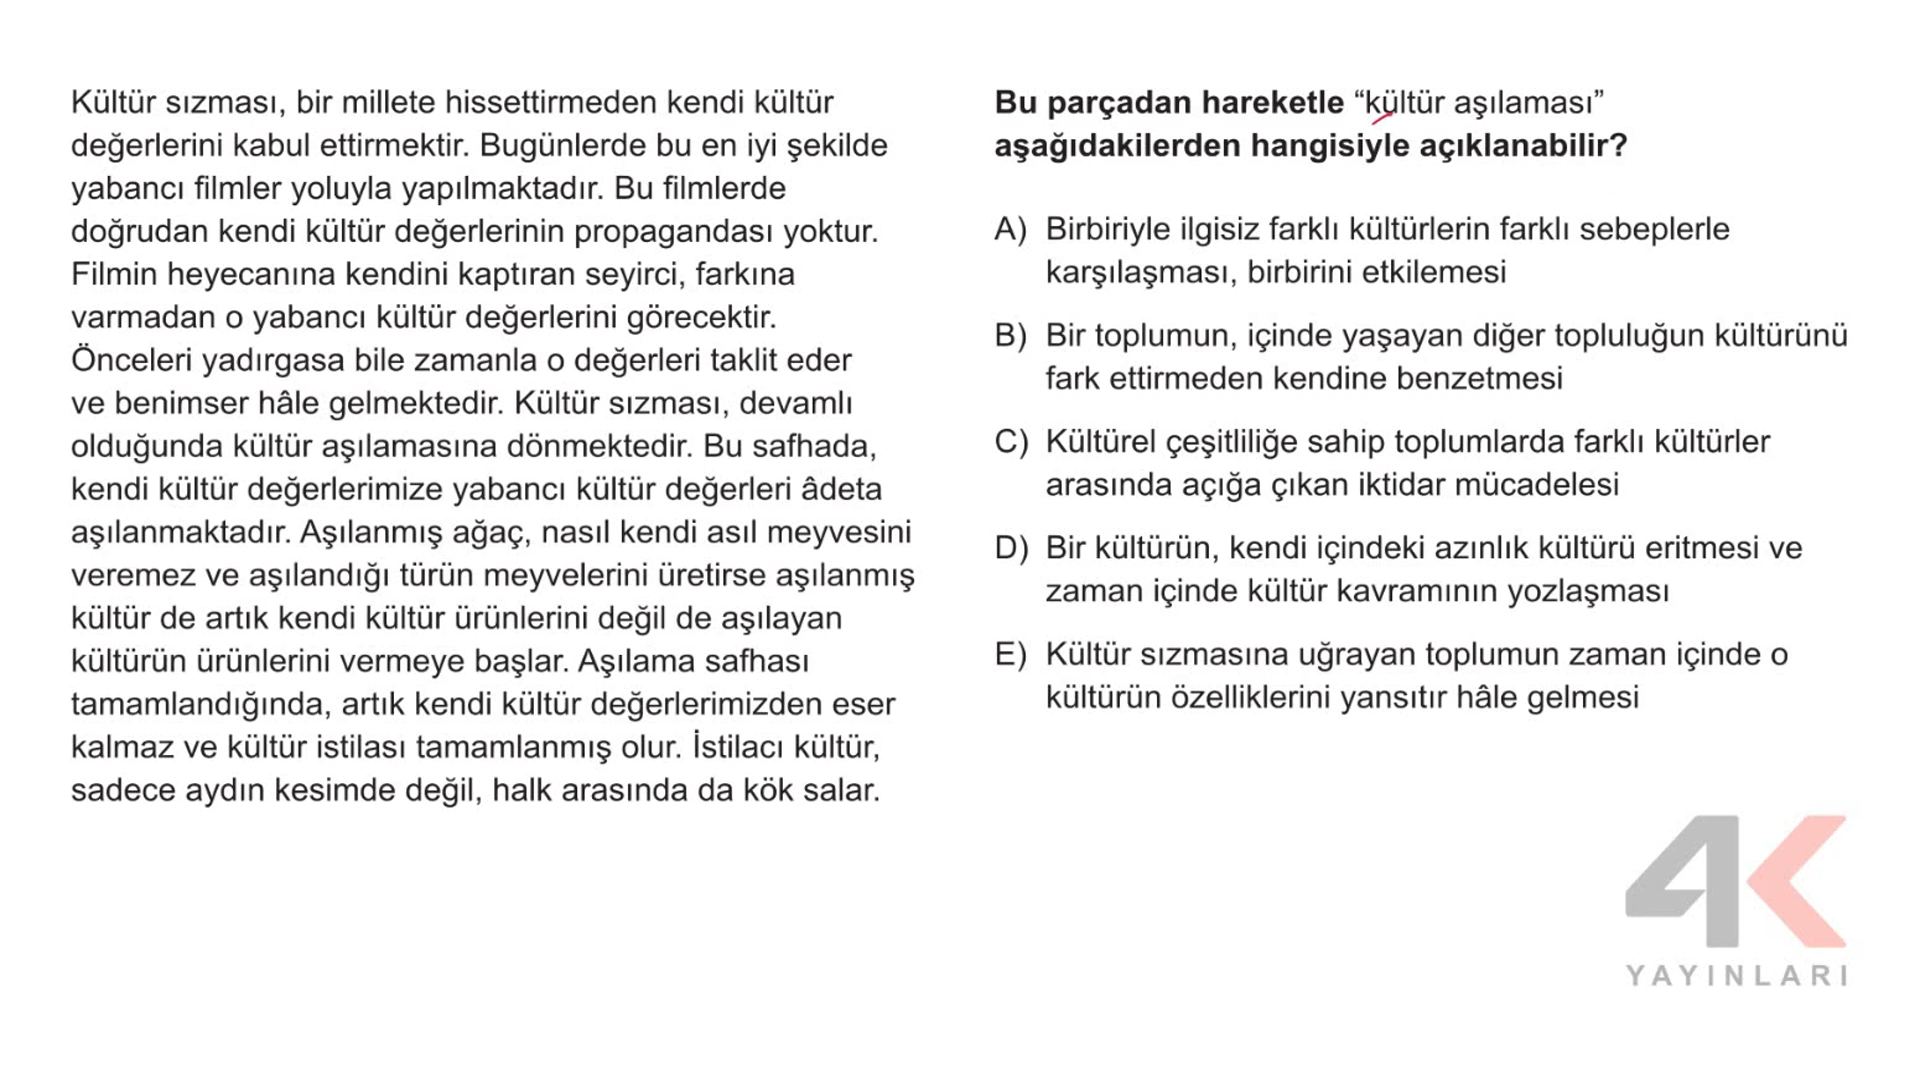 Kültür sızması, bir millete hissettirmeden kendi kültür
değerlerini kabul ettirmektir. Bugünlerde bu en iyi şekilde
yabancı filmler yoluyla yapılmaktadır. Bu filmlerde
doğrudan kendi kültür değerlerinin propagandası yoktur.
Filmin heyecanına kendini kaptıran seyirci, farkına
varmadan o yabancı kültür değerlerini görecektir.
Önceleri yadırgasa bile zamanla o değerleri taklit eder
ve benimser hâle gelmektedir. Kültür sızması, devamlı
olduğunda kültür aşılamasına dönmektedir. Bu safhada,
kendi kültür değerlerimize yabancı kültür değerleri âdeta
aşılanmaktadır. Aşılanmış ağaç, nasıl kendi asıl meyvesini
veremez ve aşılandığı türün meyvelerini üretirse aşılanmış
kültür de artık kendi kültür ürünlerini değil de aşılayan
kültürün ürünlerini vermeye başlar. Aşılama safhası
tamamlandığında, artık kendi kültür değerlerimizden eser
kalmaz ve kültür istilası tamamlanmış olur. İstilacı kültür,
sadece aydın kesimde değil, halk arasında da kök salar.
Bu parçadan hareketle “kültür aşılaması”
aşağıdakilerden hangisiyle açıklanabilir?
A) Birbiriyle ilgisiz farklı kültürlerin farklı sebeplerle
karşılaşması, birbirini etkilemesi
B) Bir toplumun, içinde yaşayan diğer topluluğun kültürünü
fark ettirmeden kendine benzetmesi
C) Kültürel çeşitliliğe sahip toplumlarda farklı kültürler
arasında açığa çıkan iktidar mücadelesi
D) Bir kültürün, kendi içindeki azınlık kültürü eritmesi ve
zaman içinde kültür kavramının yozlaşması
E) Kültür sızmasına uğrayan toplumun zaman içinde o
kültürün özelliklerini yansıtır hâle gelmesi
4K
YAYINLARI